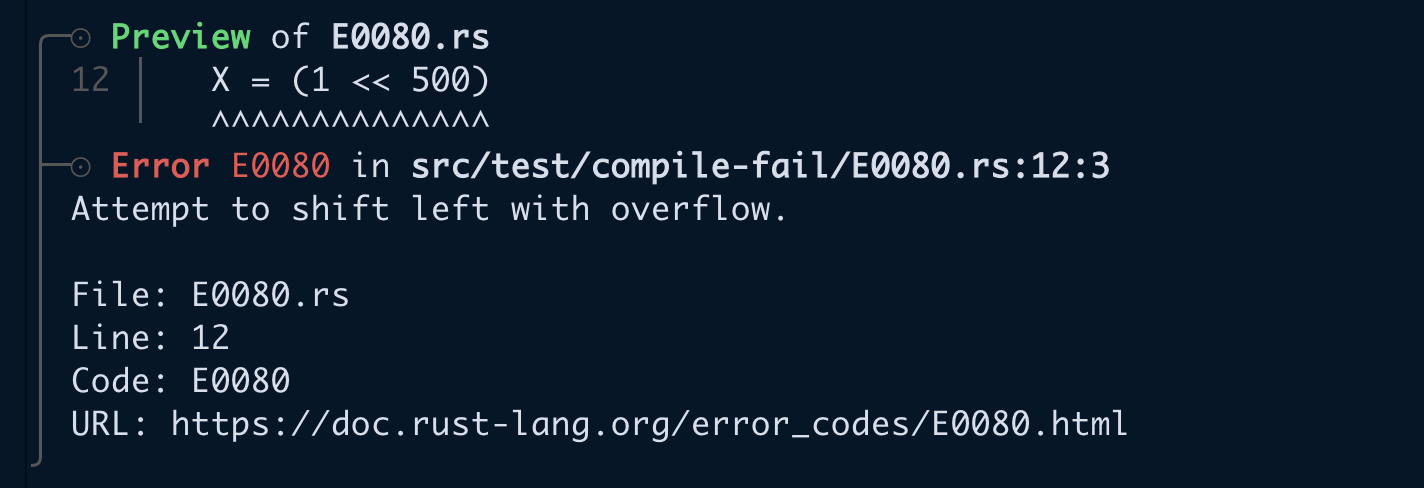 Preview of E0080.rs
12 X = (1 << 500)
^^^^^^^^^^^^^^
Error E0080 in src/test/compile-fail/E0080.rs:12:3
Attempt to shift left with overflow.
File: E0080.rs
Line: 12
Code: E0080
URL: https://doc.rust-lang.org/error_codes/E0080.html